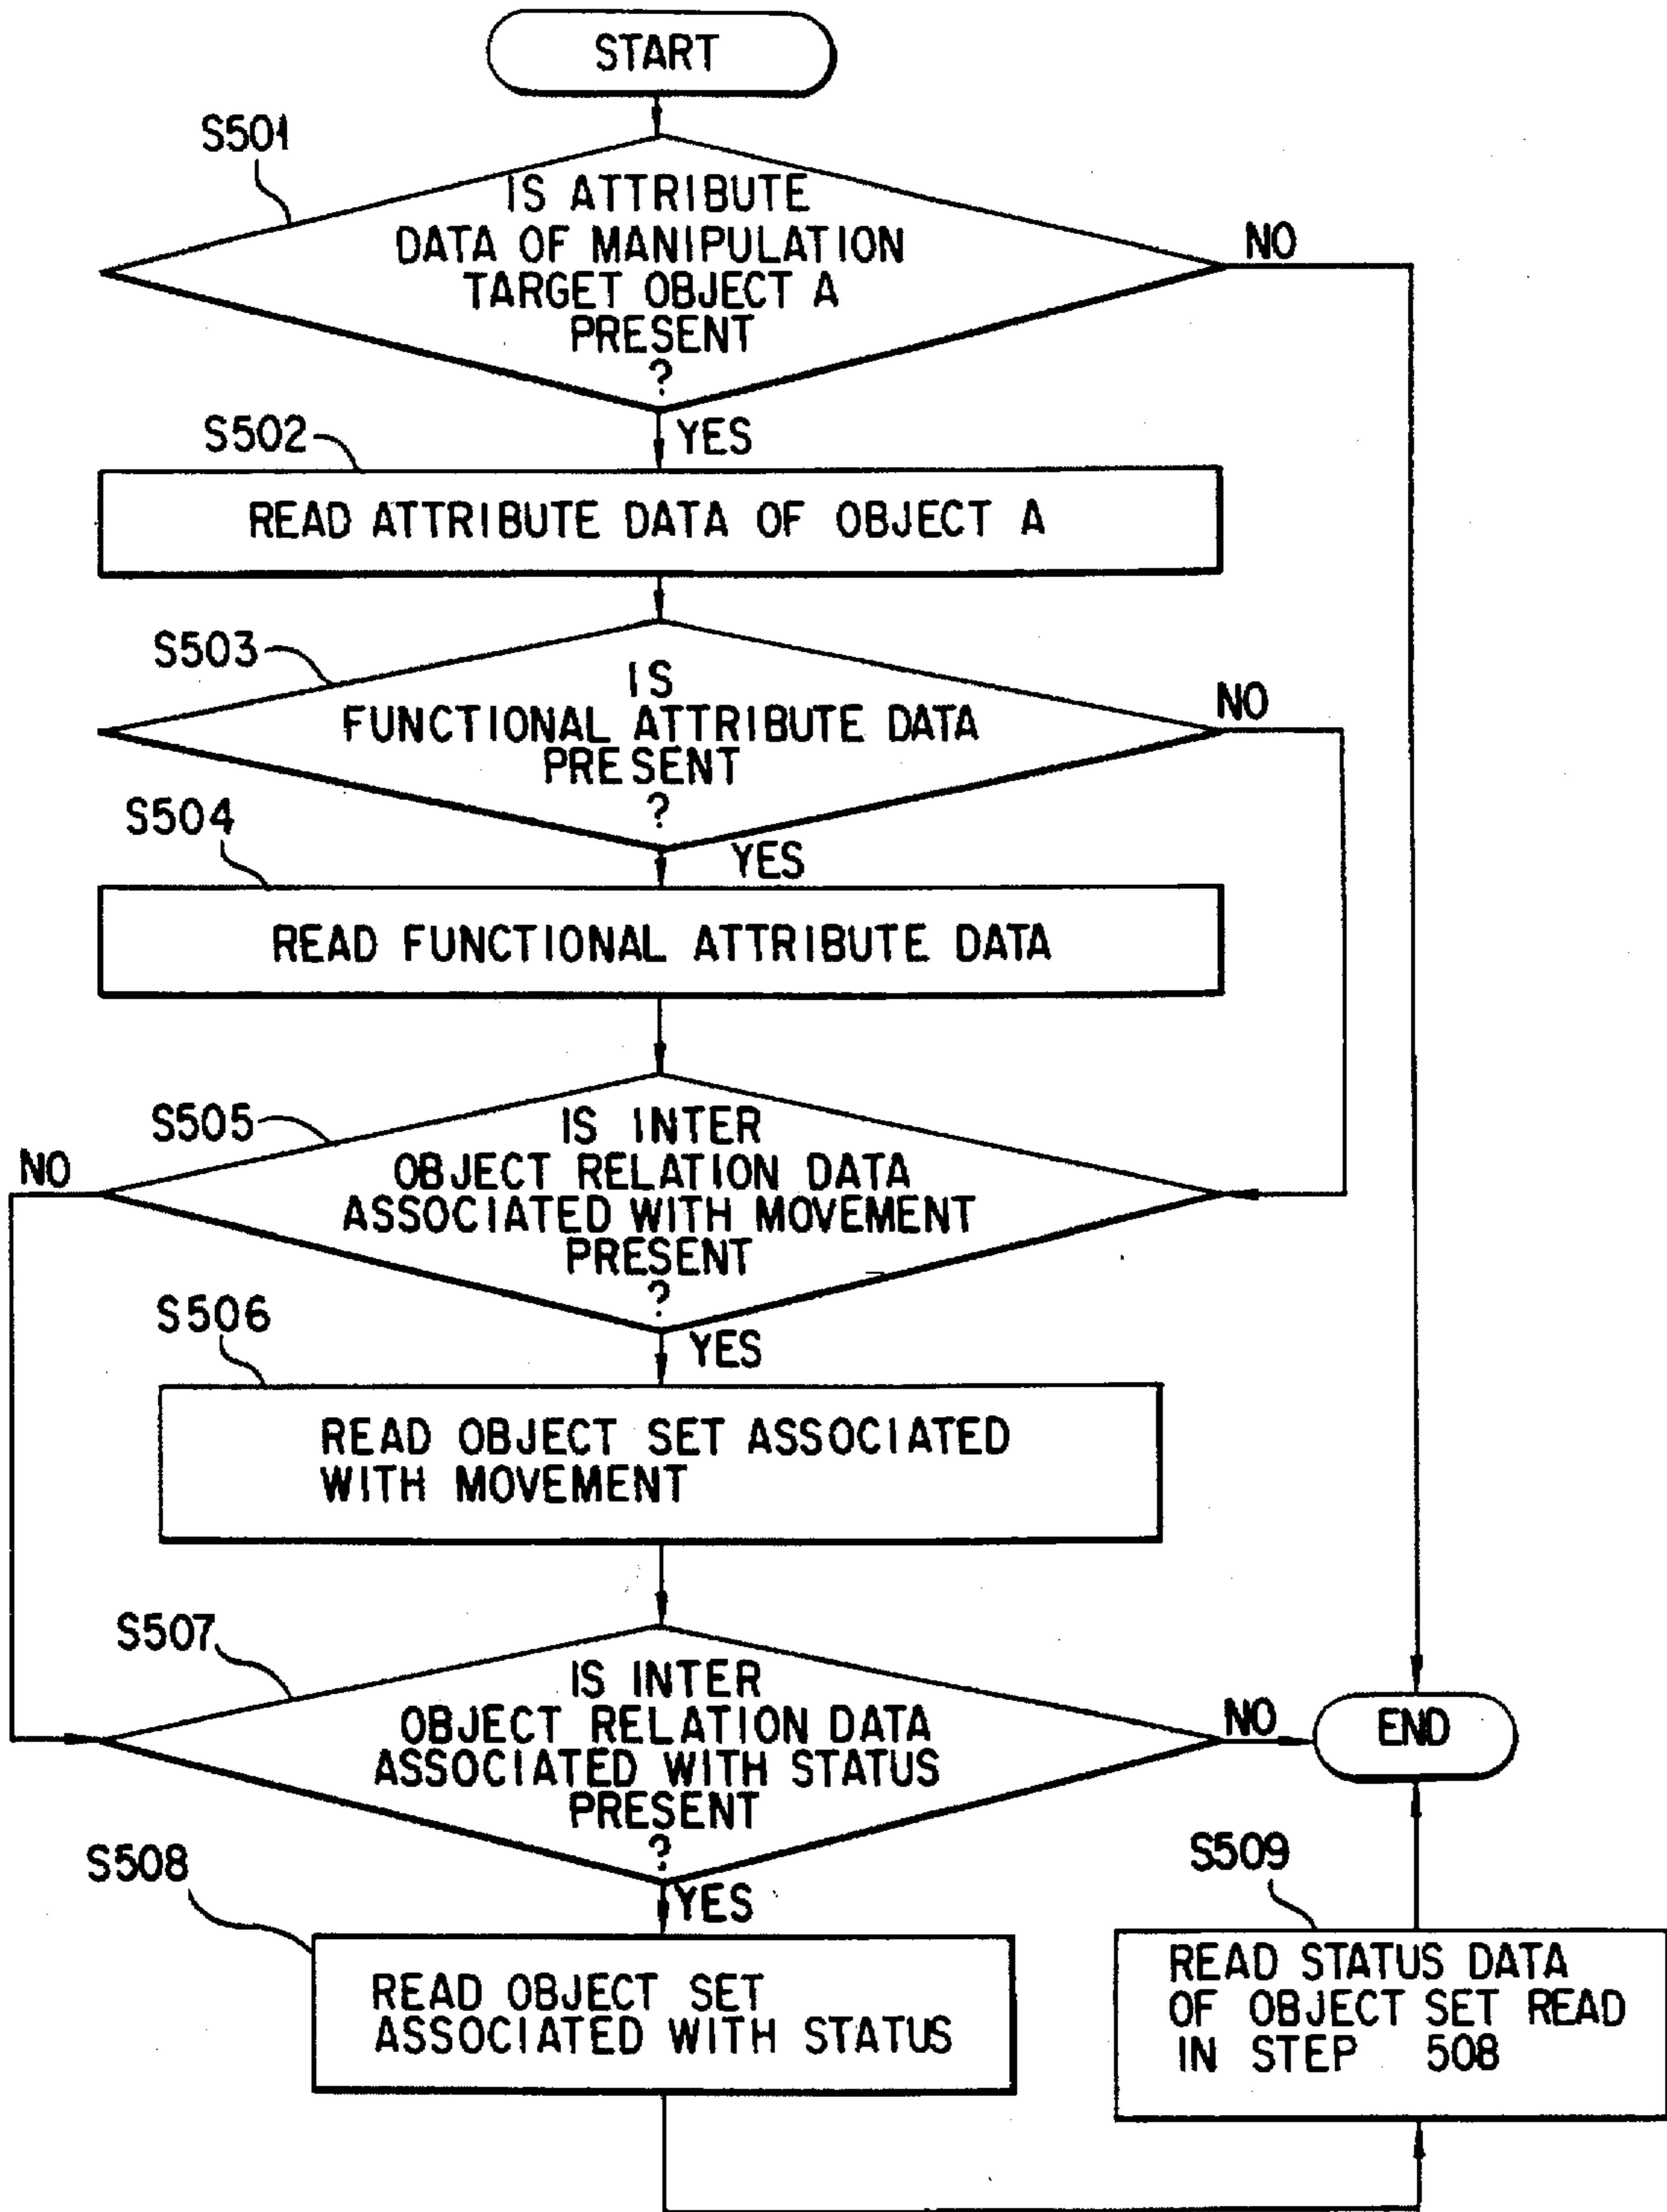 START
S501
IS ATTRIBUTE
DATA OF MANIPULATION
TARGET OBJECT A
PRESENT
?
NO
YES
S502
READ ATTRIBUTE DATA OF OBJECT A
S503
IS
FUNCTIONAL ATTRIBUTE DATA
PRESENT
?
NO
YES
S504
READ FUNCTIONAL ATTRIBUTE DATA
S505
IS INTER
OBJECT RELATION DATA
ASSOCIATED WITH MOVEMENT
PRESENT
?
NO
YES
S506
READ OBJECT SET ASSOCIATED
WITH MOVEMENT
S507
IS INTER
OBJECT RELATION DATA
ASSOCIATED WITH STATUS
PRESENT
?
NO
END
YES
S508
READ OBJECT SET
ASSOCIATED WITH STATUS
S509
READ STATUS DATA
OF OBJECT SET READ
IN STEP 508